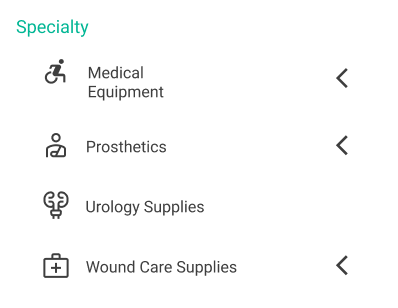 Specialty
Medical
Equipment
Prosthetics
Urology Supplies
Wound Care Supplies